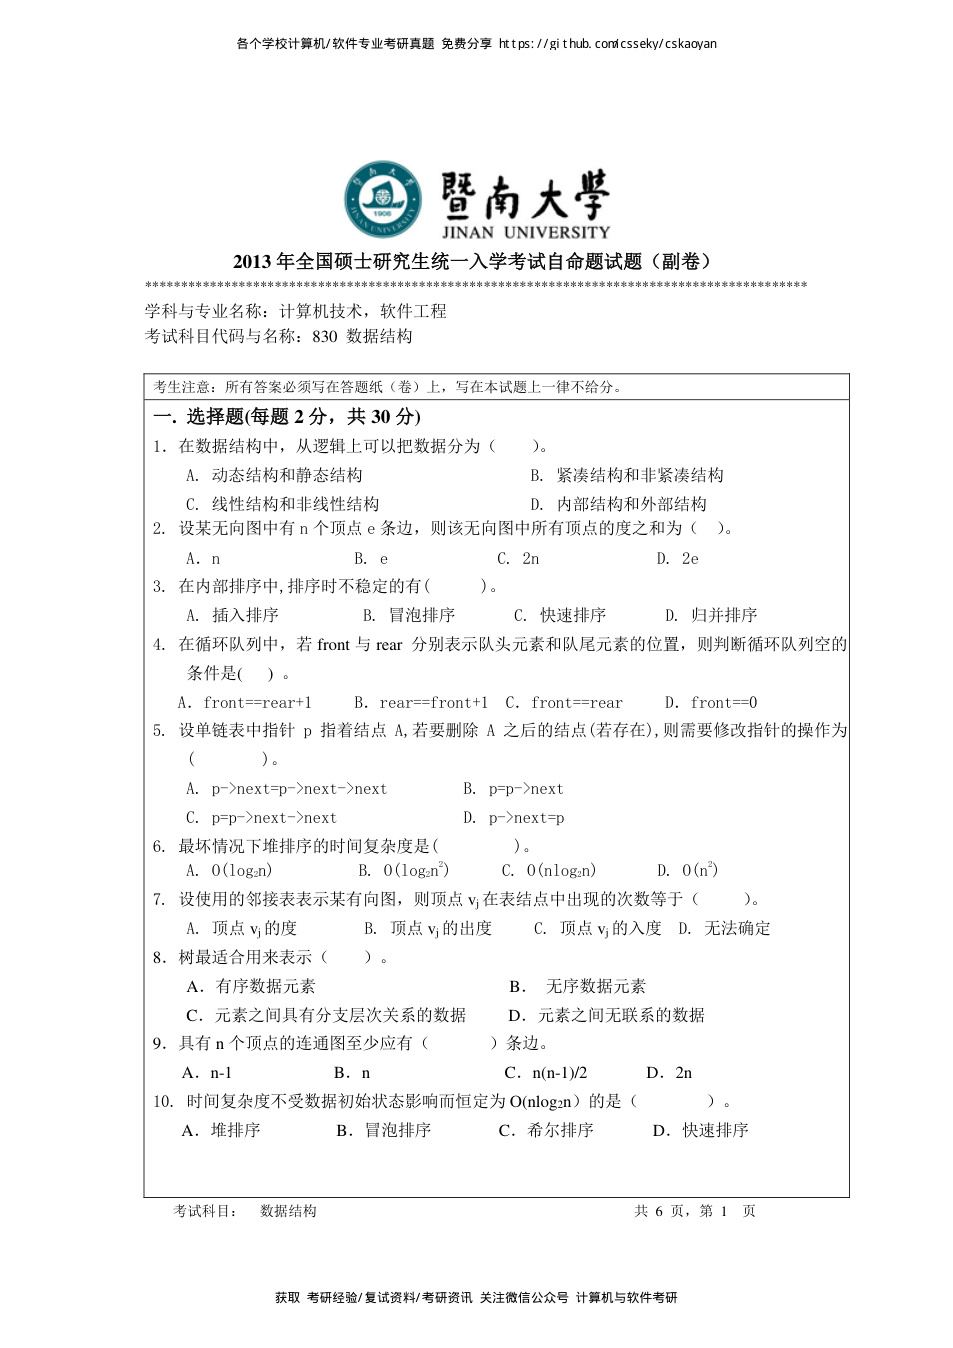 各个学校计算机/软件专业考研真题 免费分享 https://github.com/csseky/cskaoyan
暨南大学
JINAN UNIVERSITY
2013 年全国硕士研究生统一入学考试自命题试题（副卷）
********************************************************************************************
学科与专业名称：计算机技术，软件工程
考试科目代码与名称：830 数据结构
考生注意：所有答案必须写在答题纸（卷）上，写在本试题上一律不给分。
一．选择题(每题 2 分，共 30 分)
1．在数据结构中，从逻辑上可以把数据分为（　　）。
A. 动态结构和静态结构 B. 紧凑结构和非紧凑结构
C. 线性结构和非线性结构 D. 内部结构和外部结构
2. 设某无向图中有 n 个顶点 e 条边，则该无向图中所有顶点的度之和为（　）。
A．n B. e C. 2n D. 2e
3. 在内部排序中,排序时不稳定的有(　　　)。
A. 插入排序 B. 冒泡排序 C. 快速排序 D. 归并排序
4. 在循环队列中，若 front 与 rear 分别表示队头元素和队尾元素的位置，则判断循环队列空的
条件是(　　) 。
A．front==rear+1 B．rear==front+1 C．front==rear D．front==0
5. 设单链表中指针 p 指着结点 A,若要删除 A 之后的结点(若存在),则需要修改指针的操作为
(　　　　)。
A. p->next=p->next->next B. p=p->next
C. p=p->next->next D. p->next=p
6. 最坏情况下堆排序的时间复杂度是(　　　　)。
A. O(log₂n) B. O(log₂n²) C. O(nlog₂n) D. O(n²)
7. 设使用的邻接表表示某有向图，则顶点 vⱼ在表结点中出现的次数等于（　　）。
A. 顶点 vⱼ的度 B. 顶点 vⱼ的出度 C. 顶点 vⱼ的入度 D. 无法确定
8．树最适合用来表示（　　）。
A．有序数据元素 B． 无序数据元素
C．元素之间具有分支层次关系的数据 D．元素之间无联系的数据
9．具有 n 个顶点的连通图至少应有（　　　）条边。
A．n-1 B．n C．n(n-1)/2 D．2n
10. 时间复杂度不受数据初始状态影响而恒定为 O(nlog₂n）的是（　　　）。
A．堆排序 B．冒泡排序 C．希尔排序 D．快速排序
考试科目： 数据结构 共 6 页，第 1 页
获取 考研经验/复试资料/考研资讯 关注微信公众号 计算机与软件考研